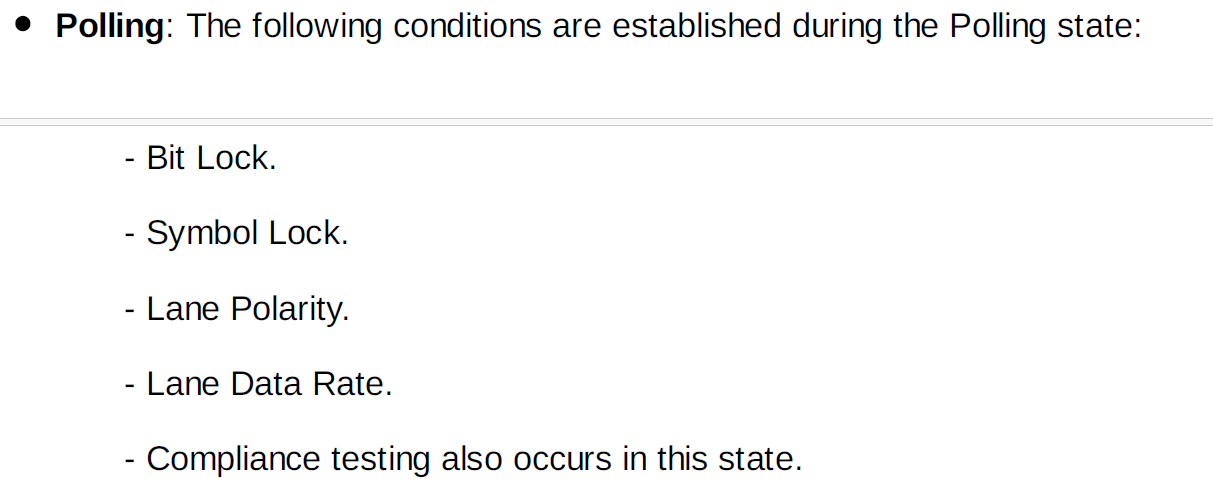 ● Polling: The following conditions are established during the Polling state:
- Bit Lock.
- Symbol Lock.
- Lane Polarity.
- Lane Data Rate.
- Compliance testing also occurs in this state.